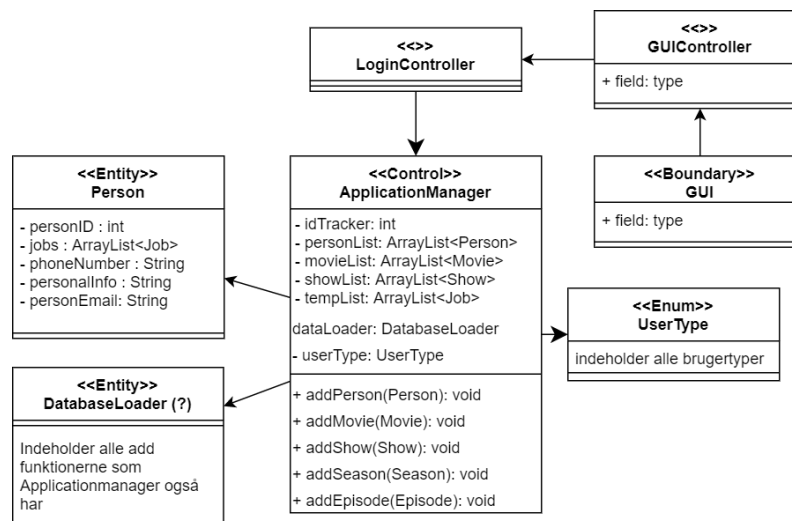 <<>>
LoginController
<<>>
GUIController
+ field: type
<<Entity>>
Person
- personID : int
- jobs : ArrayList<Job>
- phoneNumber : String
- personalInfo : String
- personEmail: String
<<Control>>
ApplicationManager
- idTracker: int
- personList: ArrayList<Person>
- movieList: ArrayList<Movie>
- showList: ArrayList<Show>
- tempList: ArrayList<Job>
dataLoader: DatabaseLoader
- userType: UserType
+ addPerson(Person): void
+ addMovie(Movie): void
+ addShow(Show): void
+ addSeason(Season): void
+ addEpisode(Episode): void
<<Boundary>>
GUI
+ field: type
<<Enum>>
UserType
indeholder alle brugertyper
<<Entity>>
DatabaseLoader (?)
Indeholder alle add
funktionerne som
Applicationmanager også
har